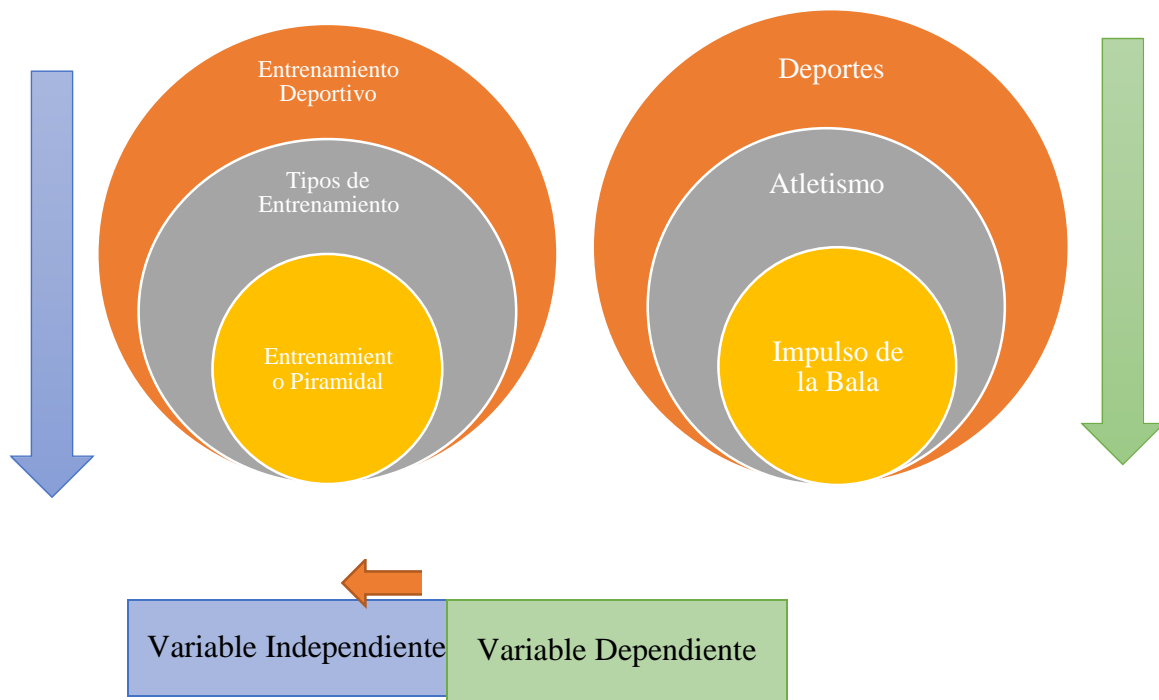 Entrenamiento
Deportivo
Tipos de
Entrenamiento
Entrenamient
o Piramidal
Deportes
Atletismo
Impulso de
la Bala
Variable Independiente
Variable Dependiente